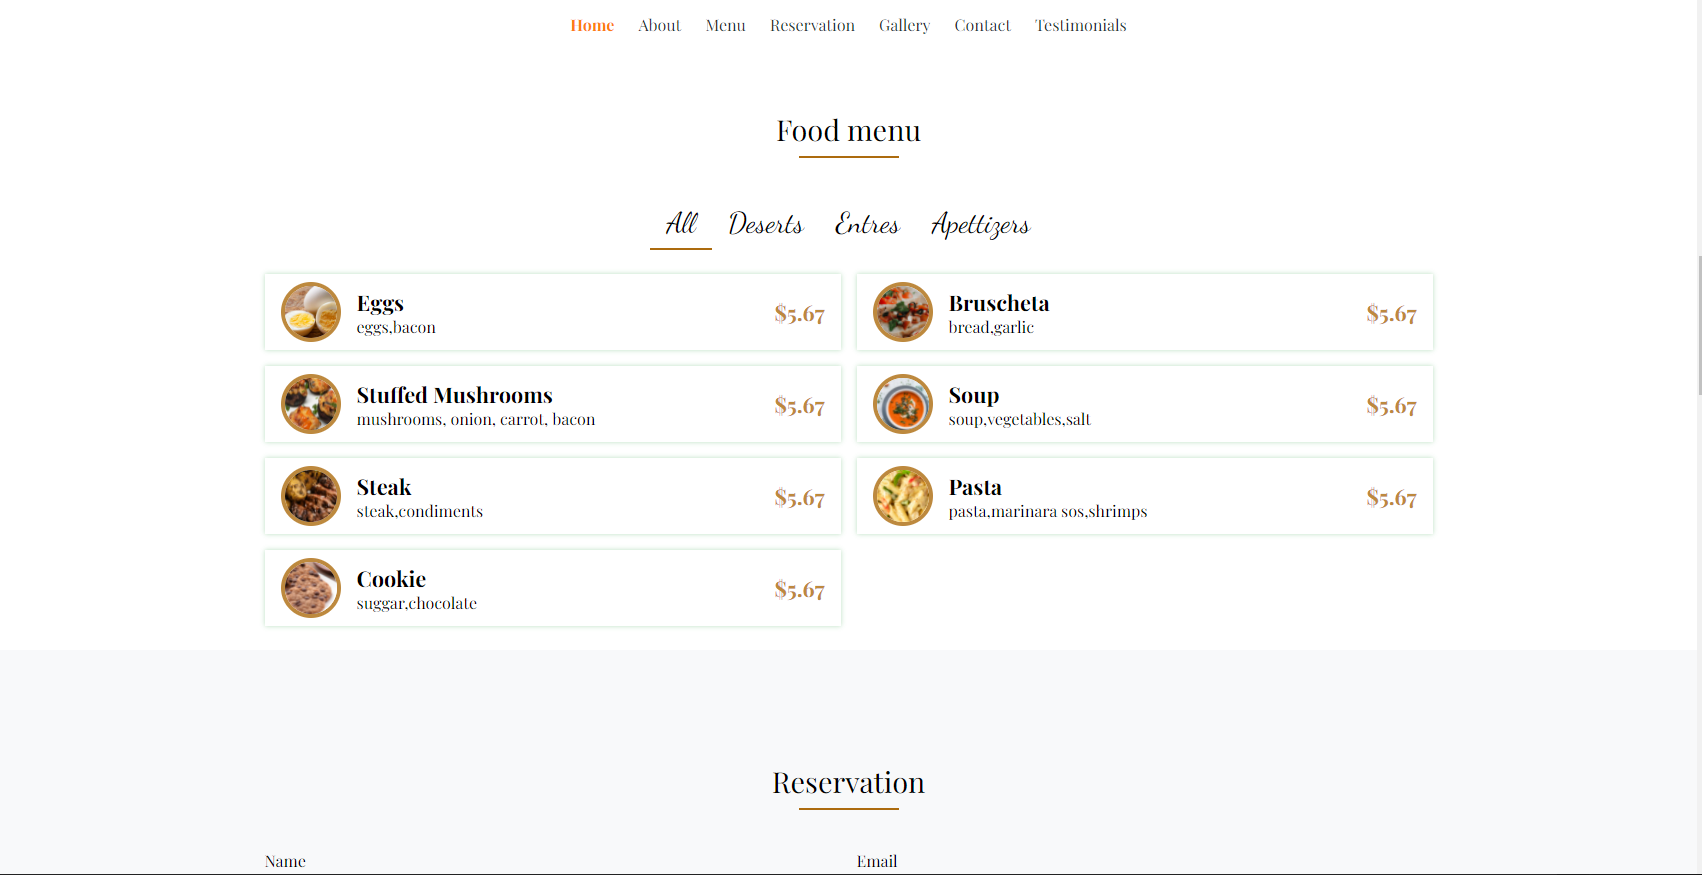 Home About Menu Reservation Gallery Contact Testimonials
Food menu
All Deserts Entres Apettizers
Eggs
eggs,bacon
$5.67
Bruscheta
bread,garlic
$5.67
Stuffed Mushrooms
mushrooms, onion, carrot, bacon
$5.67
Soup
soup,vegetables,salt
$5.67
Steak
steak,condiments
$5.67
Pasta
pasta,marinara sos,shrimps
$5.67
Cookie
suggar,chocolate
$5.67
Reservation
Name
Email